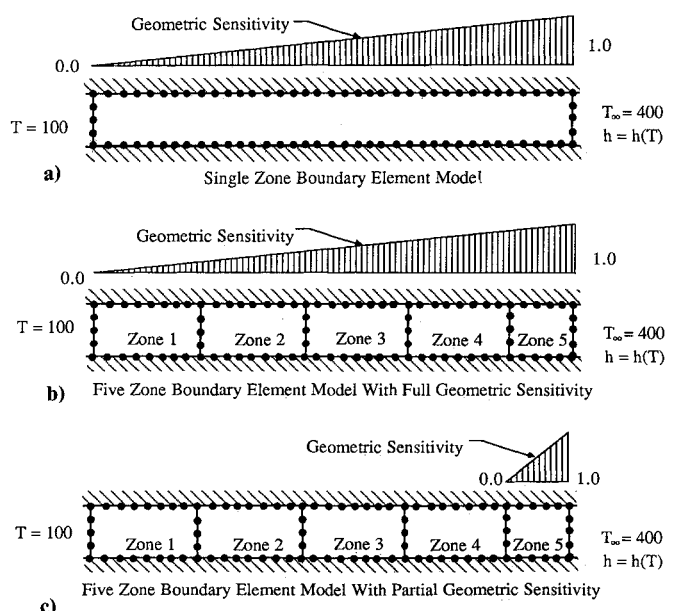 Geometric Sensitivity
0.0
1.0
T = 100
T∞ = 400
h = h(T)
a)
Single Zone Boundary Element Model
Geometric Sensitivity
0.0
1.0
T = 100
Zone 1
Zone 2
Zone 3
Zone 4
Zone 5
T∞ = 400
h = h(T)
b)
Five Zone Boundary Element Model With Full Geometric Sensitivity
Geometric Sensitivity
0.0
1.0
T = 100
Zone 1
Zone 2
Zone 3
Zone 4
Zone 5
T∞ = 400
h = h(T)
Five Zone Boundary Element Model With Partial Geometric Sensitivity
c)